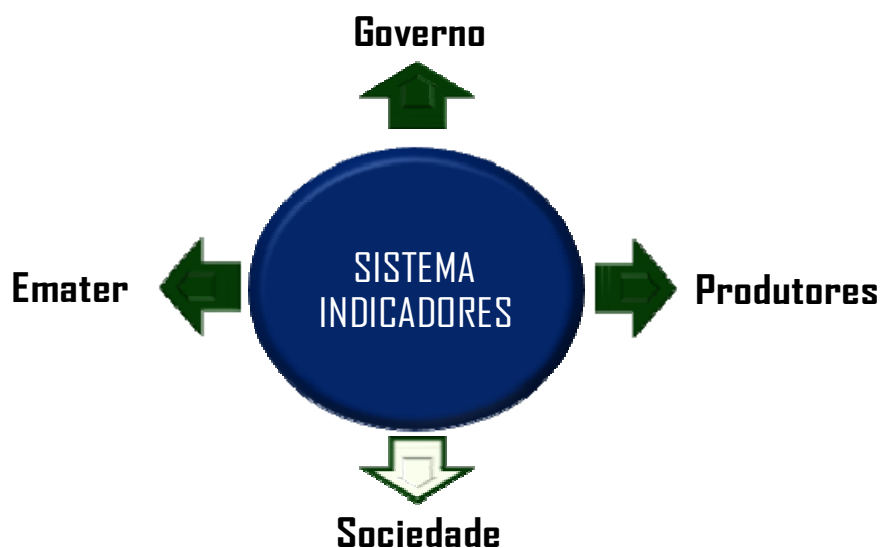 Governo
SISTEMA
INDICADORES
Emater
Produtores
Sociedade